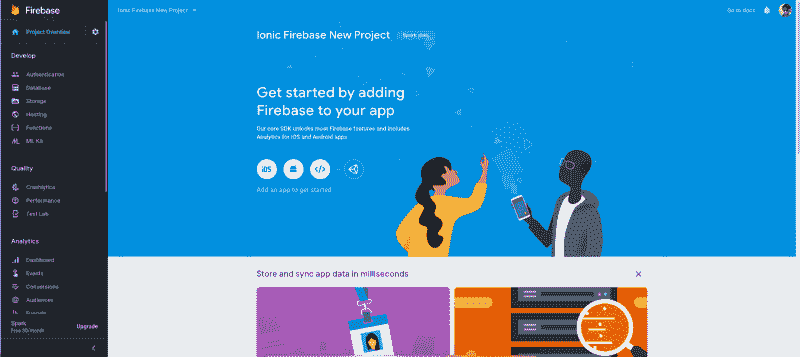 Firebase
Ionic Firebase New Project
Go to docs
Project Overview
Ionic Firebase New Project
Spark plan
Develop
Authentication
Database
Storage
Hosting
Functions
ML Kit
Get started by adding
Firebase to your app
Our core SDK unlocks most Firebase features and includes
Analytics for iOS and Android apps
iOS
</>
Add an app to get started
Quality
Crashlytics
Performance
Test Lab
Analytics
Dashboard
Events
Conversions
Audiences
Store and sync app data in milliseconds
Spark
Free $0/month
Upgrade